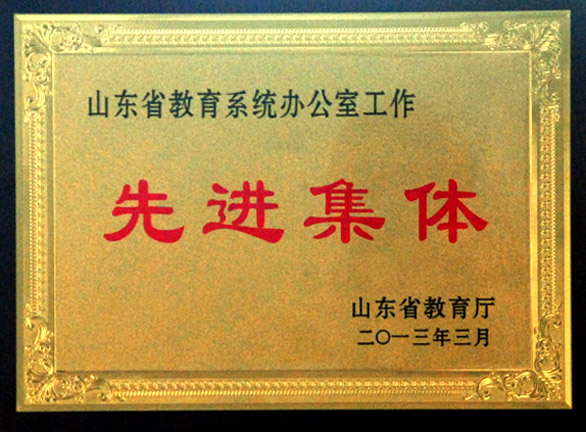 山东省教育系统办公室工作
先进集体
山东省教育厅
二〇一三年三月